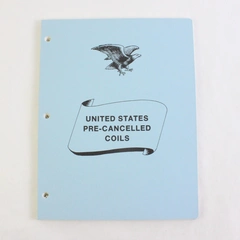 UNITED STATES
PRE-CANCELLED
COILS